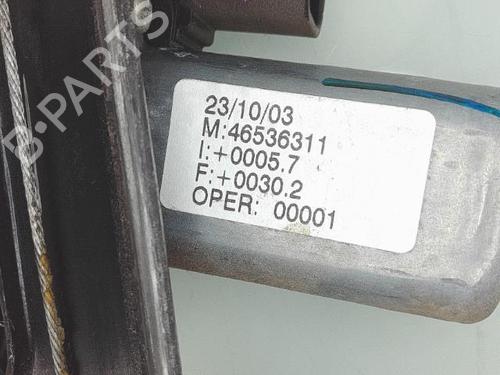 B-PARTS
23/10/03
M:46536311
I:+0005.7
F:+0030.2
OPER: 00001